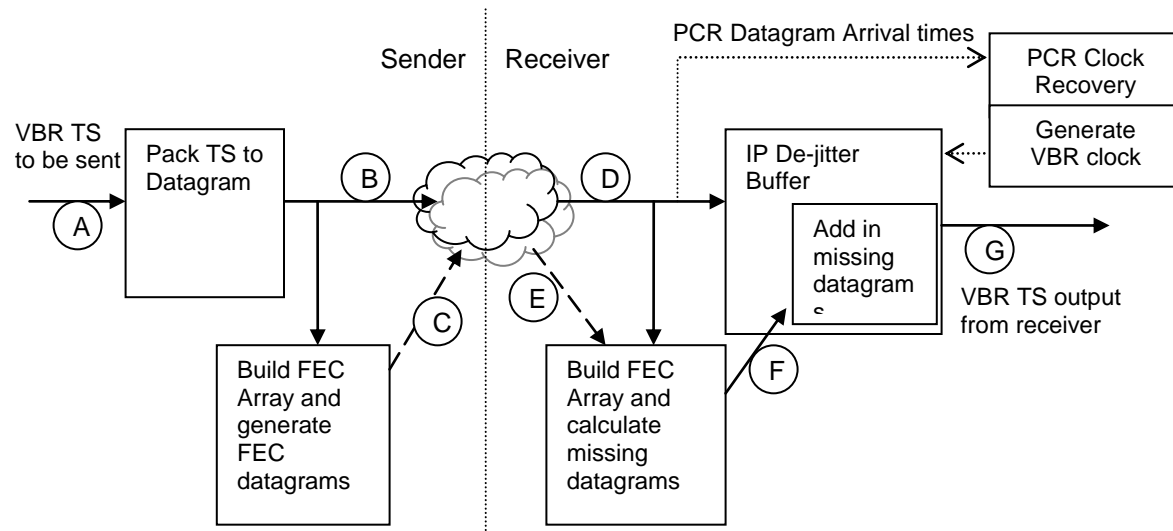 PCR Datagram Arrival times
Sender
Receiver
PCR Clock
Recovery
Generate
VBR clock
VBR TS
to be sent
Pack TS to
Datagram
A
B
C
D
E
F
G
IP De-jitter
Buffer
Add in
missing
datagram
s
VBR TS output
from receiver
Build FEC
Array and
generate
FEC
datagrams
Build FEC
Array and
calculate
missing
datagrams